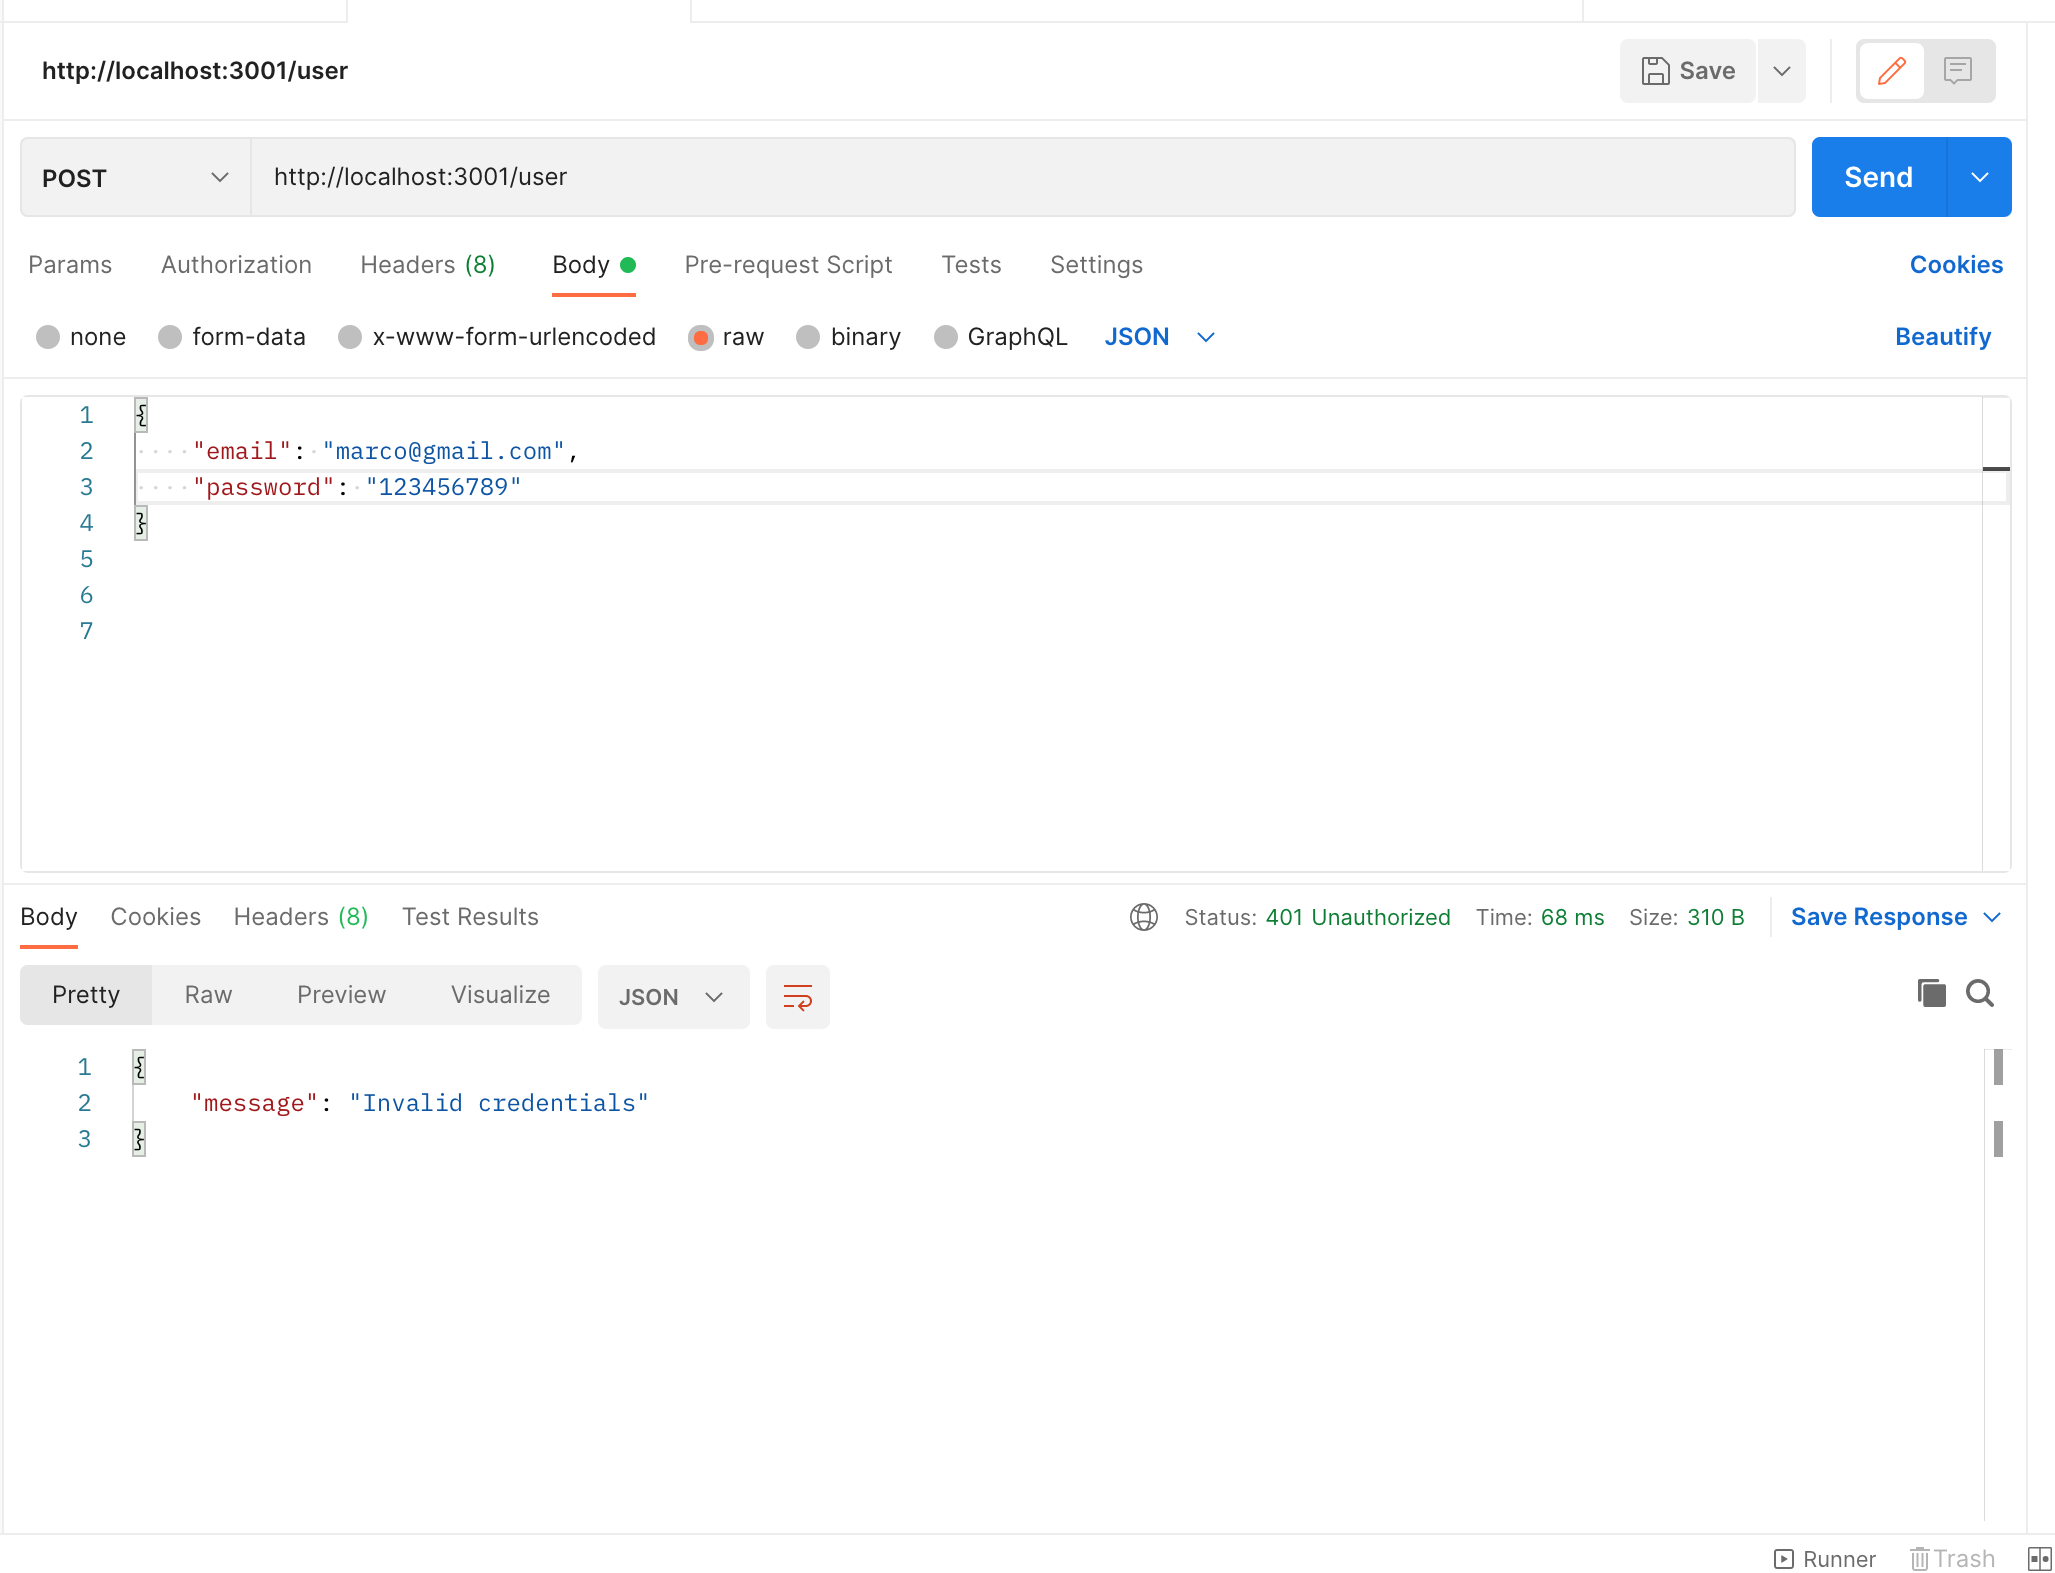 http://localhost:3001/user
Save
POST http://localhost:3001/user Send
Params Authorization Headers (8) Body Pre-request Script Tests Settings Cookies
none form-data x-www-form-urlencoded raw binary GraphQL JSON Beautify
1 {
2 "email": "marco@gmail.com",
3 "password": "123456789"
4 }
5
6
7
Body Cookies Headers (8) Test Results Status: 401 Unauthorized Time: 68 ms Size: 310 B Save Response
Pretty Raw Preview Visualize JSON
1 {
2 "message": "Invalid credentials"
3 }
Runner Trash